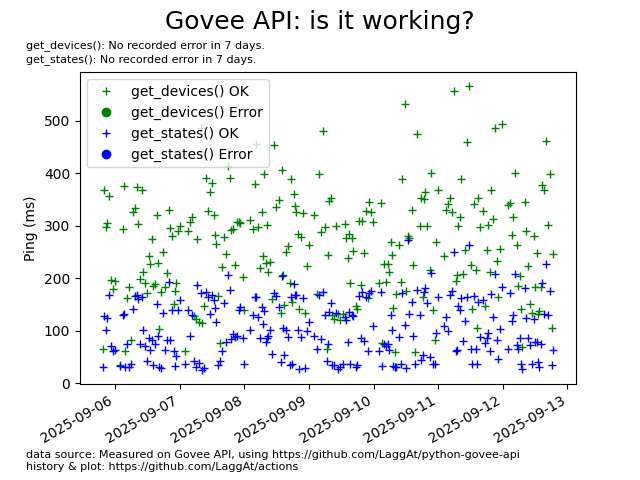 Govee API: is it working?
get_devices(): No recorded error in 7 days.
get_states(): No recorded error in 7 days.
get_devices() OK
get_devices() Error
get_states() OK
get_states() Error
Ping (ms)
500
400
300
200
100
0
2025-09-06
2025-09-07
2025-09-08
2025-09-09
2025-09-10
2025-09-11
2025-09-12
2025-09-13
data source: Measured on Govee API, using https://github.com/LaggAt/python-govee-api
history & plot: https://github.com/LaggAt/actions